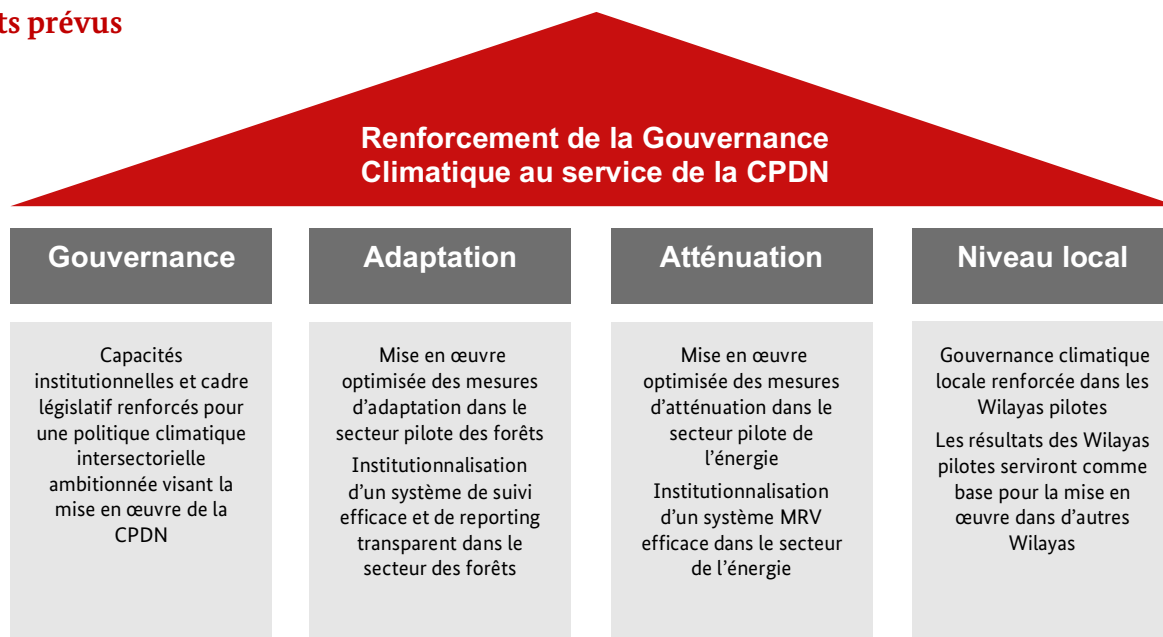 ts prévus
Renforcement de la Gouvernance
Climatique au service de la CPDN
Gouvernance
Capacités
institutionnelles et cadre
législatif renforcés pour
une politique climatique
intersectorielle
ambitionnée visant la
mise en œuvre de la
CPDN
Adaptation
Mise en œuvre
optimisée des mesures
d’adaptation dans le
secteur pilote des forêts
Institutionnalisation
d’un système de suivi
efficace et de reporting
transparent dans le
secteur des forêts
Atténuation
Mise en œuvre
optimisée des mesures
d’atténuation dans le
secteur pilote de
l’énergie
Institutionnalisation
d’un système MRV
efficace dans le secteur
de l’énergie
Niveau local
Gouvernance climatique
locale renforcée dans les
Wilayas pilotes
Les résultats des Wilayas
pilotes serviront comme
base pour la mise en
œuvre dans d’autres
Wilayas